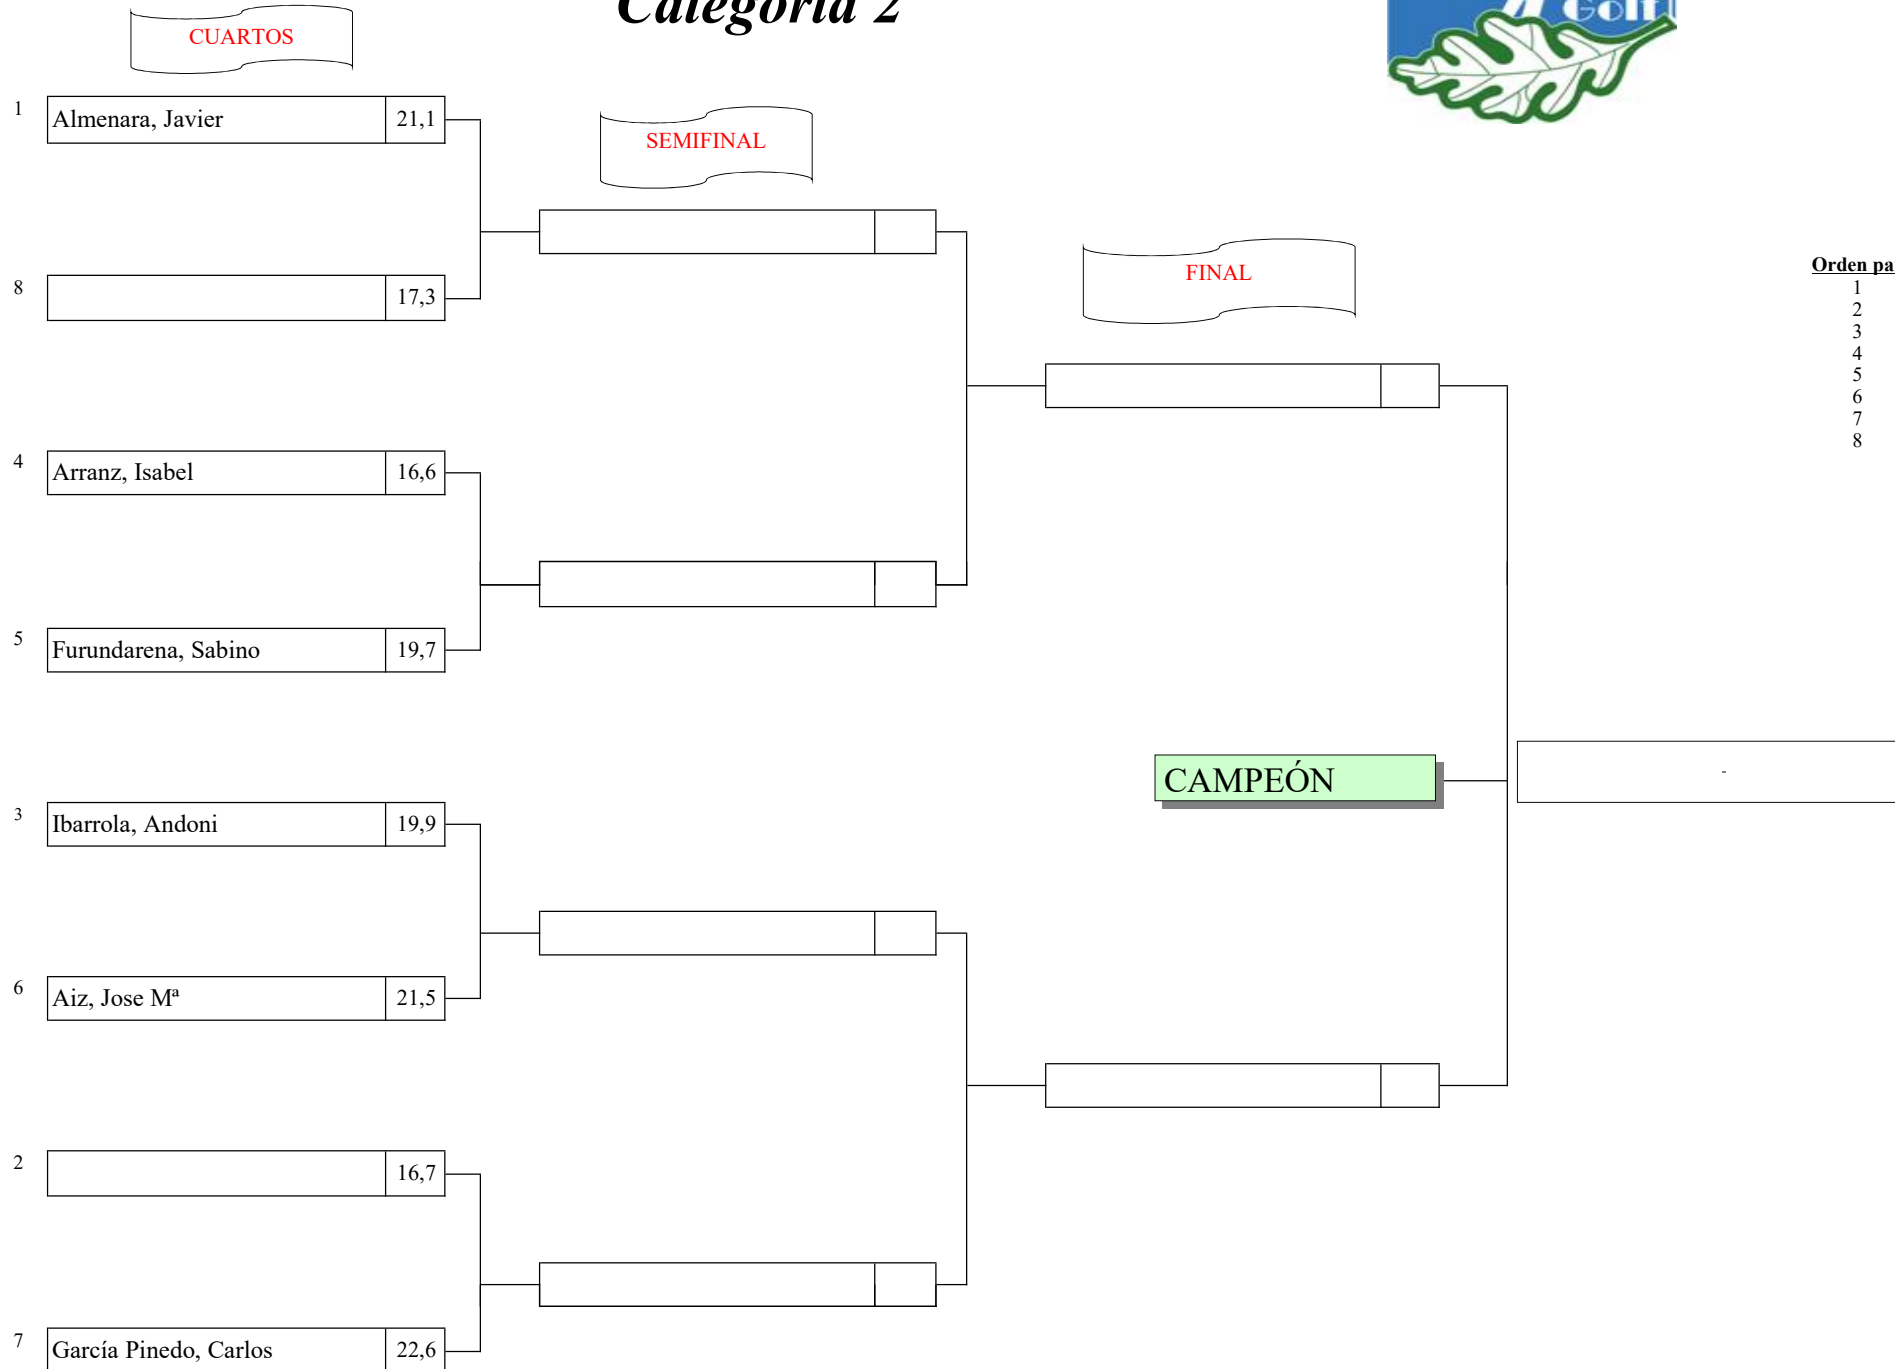 Categoría 2
Golf
CUARTOS
1 Almenara, Javier 21,1
SEMIFINAL
8 17,3
FINAL
Orden pa
1
2
3
4
5
6
7
8
4 Arranz, Isabel 16,6
5 Furundarena, Sabino 19,7
CAMPEÓN -
3 Ibarrola, Andoni 19,9
6 Aiz, Jose Mª 21,5
2 16,7
7 García Pinedo, Carlos 22,6